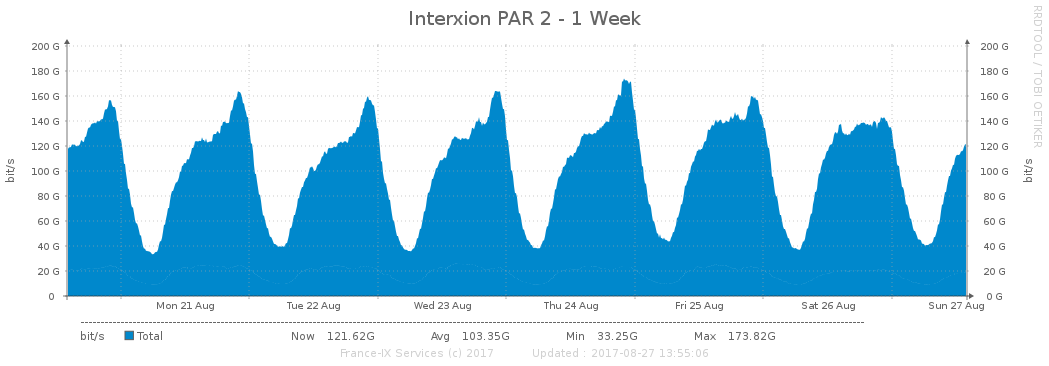 Interxion PAR 2 - 1 Week
RRDTOOL / TOBI OETIKER
200 G 200 G
180 G 180 G
160 G 160 G
140 G 140 G
120 G 120 G
100 G 100 G
80 G 80 G
60 G 60 G
40 G 40 G
20 G 20 G
0 0 G
bit/s
bit/s
Mon 21 Aug Tue 22 Aug Wed 23 Aug Thu 24 Aug Fri 25 Aug Sat 26 Aug Sun 27 Aug
bit/s Total Now 121.62G Avg 103.35G Min 33.25G Max 173.82G
France-IX Services (c) 2017 Updated : 2017-08-27 13:55:06